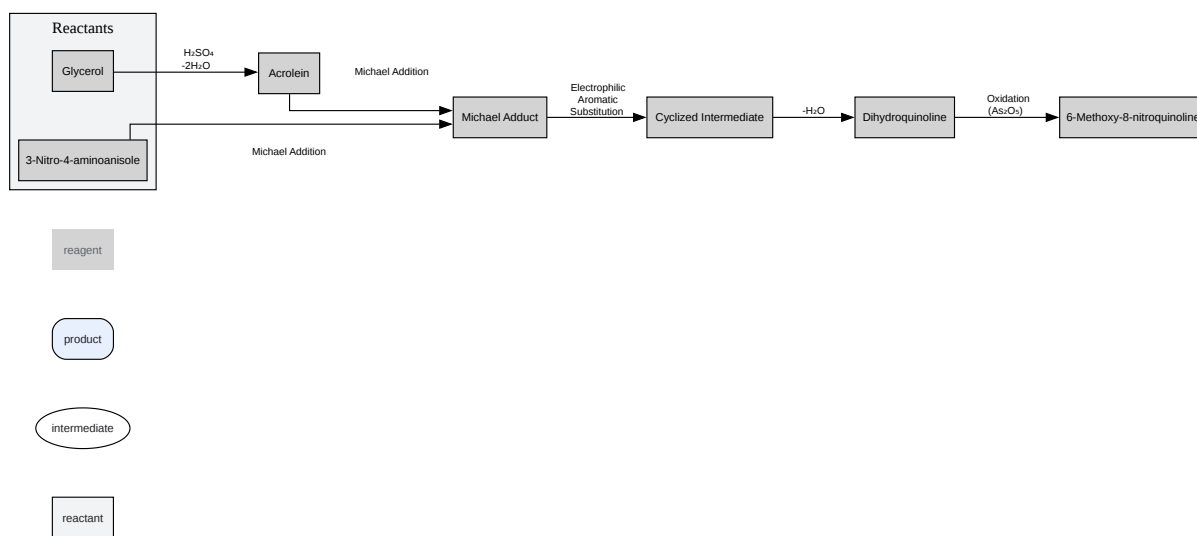 Reactants
Glycerol
H₂SO₄
-2H₂O
Acrolein
Michael Addition
3-Nitro-4-aminoanisole
Michael Addition
Michael Adduct
Electrophilic
Aromatic
Substitution
Cyclized Intermediate
-H₂O
Dihydroquinoline
Oxidation
(As₂O₅)
6-Methoxy-8-nitroquinoline
reagent
product
intermediate
reactant